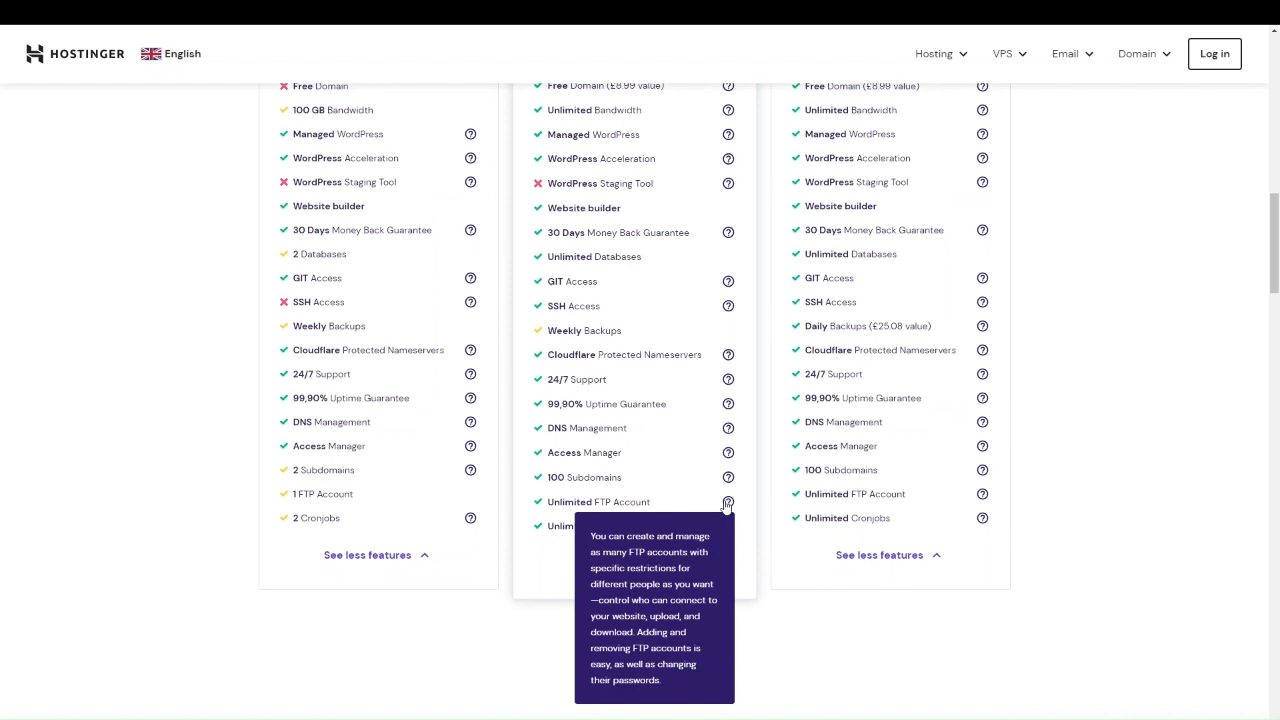 HOSTINGER
English
Hosting
VPS
Email
Domain
Log in
Free Domain
100 GB Bandwidth
Managed WordPress
WordPress Acceleration
WordPress Staging Tool
Website builder
30 Days Money Back Guarantee
2 Databases
GIT Access
SSH Access
Weekly Backups
Cloudflare Protected Nameservers
24/7 Support
99,90% Uptime Guarantee
DNS Management
Access Manager
2 Subdomains
1 FTP Account
2 Cronjobs
See less features
Free Domain (£8.99 value)
Unlimited Bandwidth
Managed WordPress
WordPress Acceleration
WordPress Staging Tool
Website builder
30 Days Money Back Guarantee
Unlimited Databases
GIT Access
SSH Access
Weekly Backups
Cloudflare Protected Nameservers
24/7 Support
99,90% Uptime Guarantee
DNS Management
Access Manager
100 Subdomains
Unlimited FTP Account
Unlim
You can create and manage
as many FTP accounts with
specific restrictions for
different people as you want
—control who can connect to
your website, upload, and
download. Adding and
removing FTP accounts is
easy, as well as changing
their passwords.
Free Domain (£8.99 value)
Unlimited Bandwidth
Managed WordPress
WordPress Acceleration
WordPress Staging Tool
Website builder
30 Days Money Back Guarantee
Unlimited Databases
GIT Access
SSH Access
Daily Backups (£25.08 value)
Cloudflare Protected Nameservers
24/7 Support
99,90% Uptime Guarantee
DNS Management
Access Manager
100 Subdomains
Unlimited FTP Account
Unlimited Cronjobs
See less features